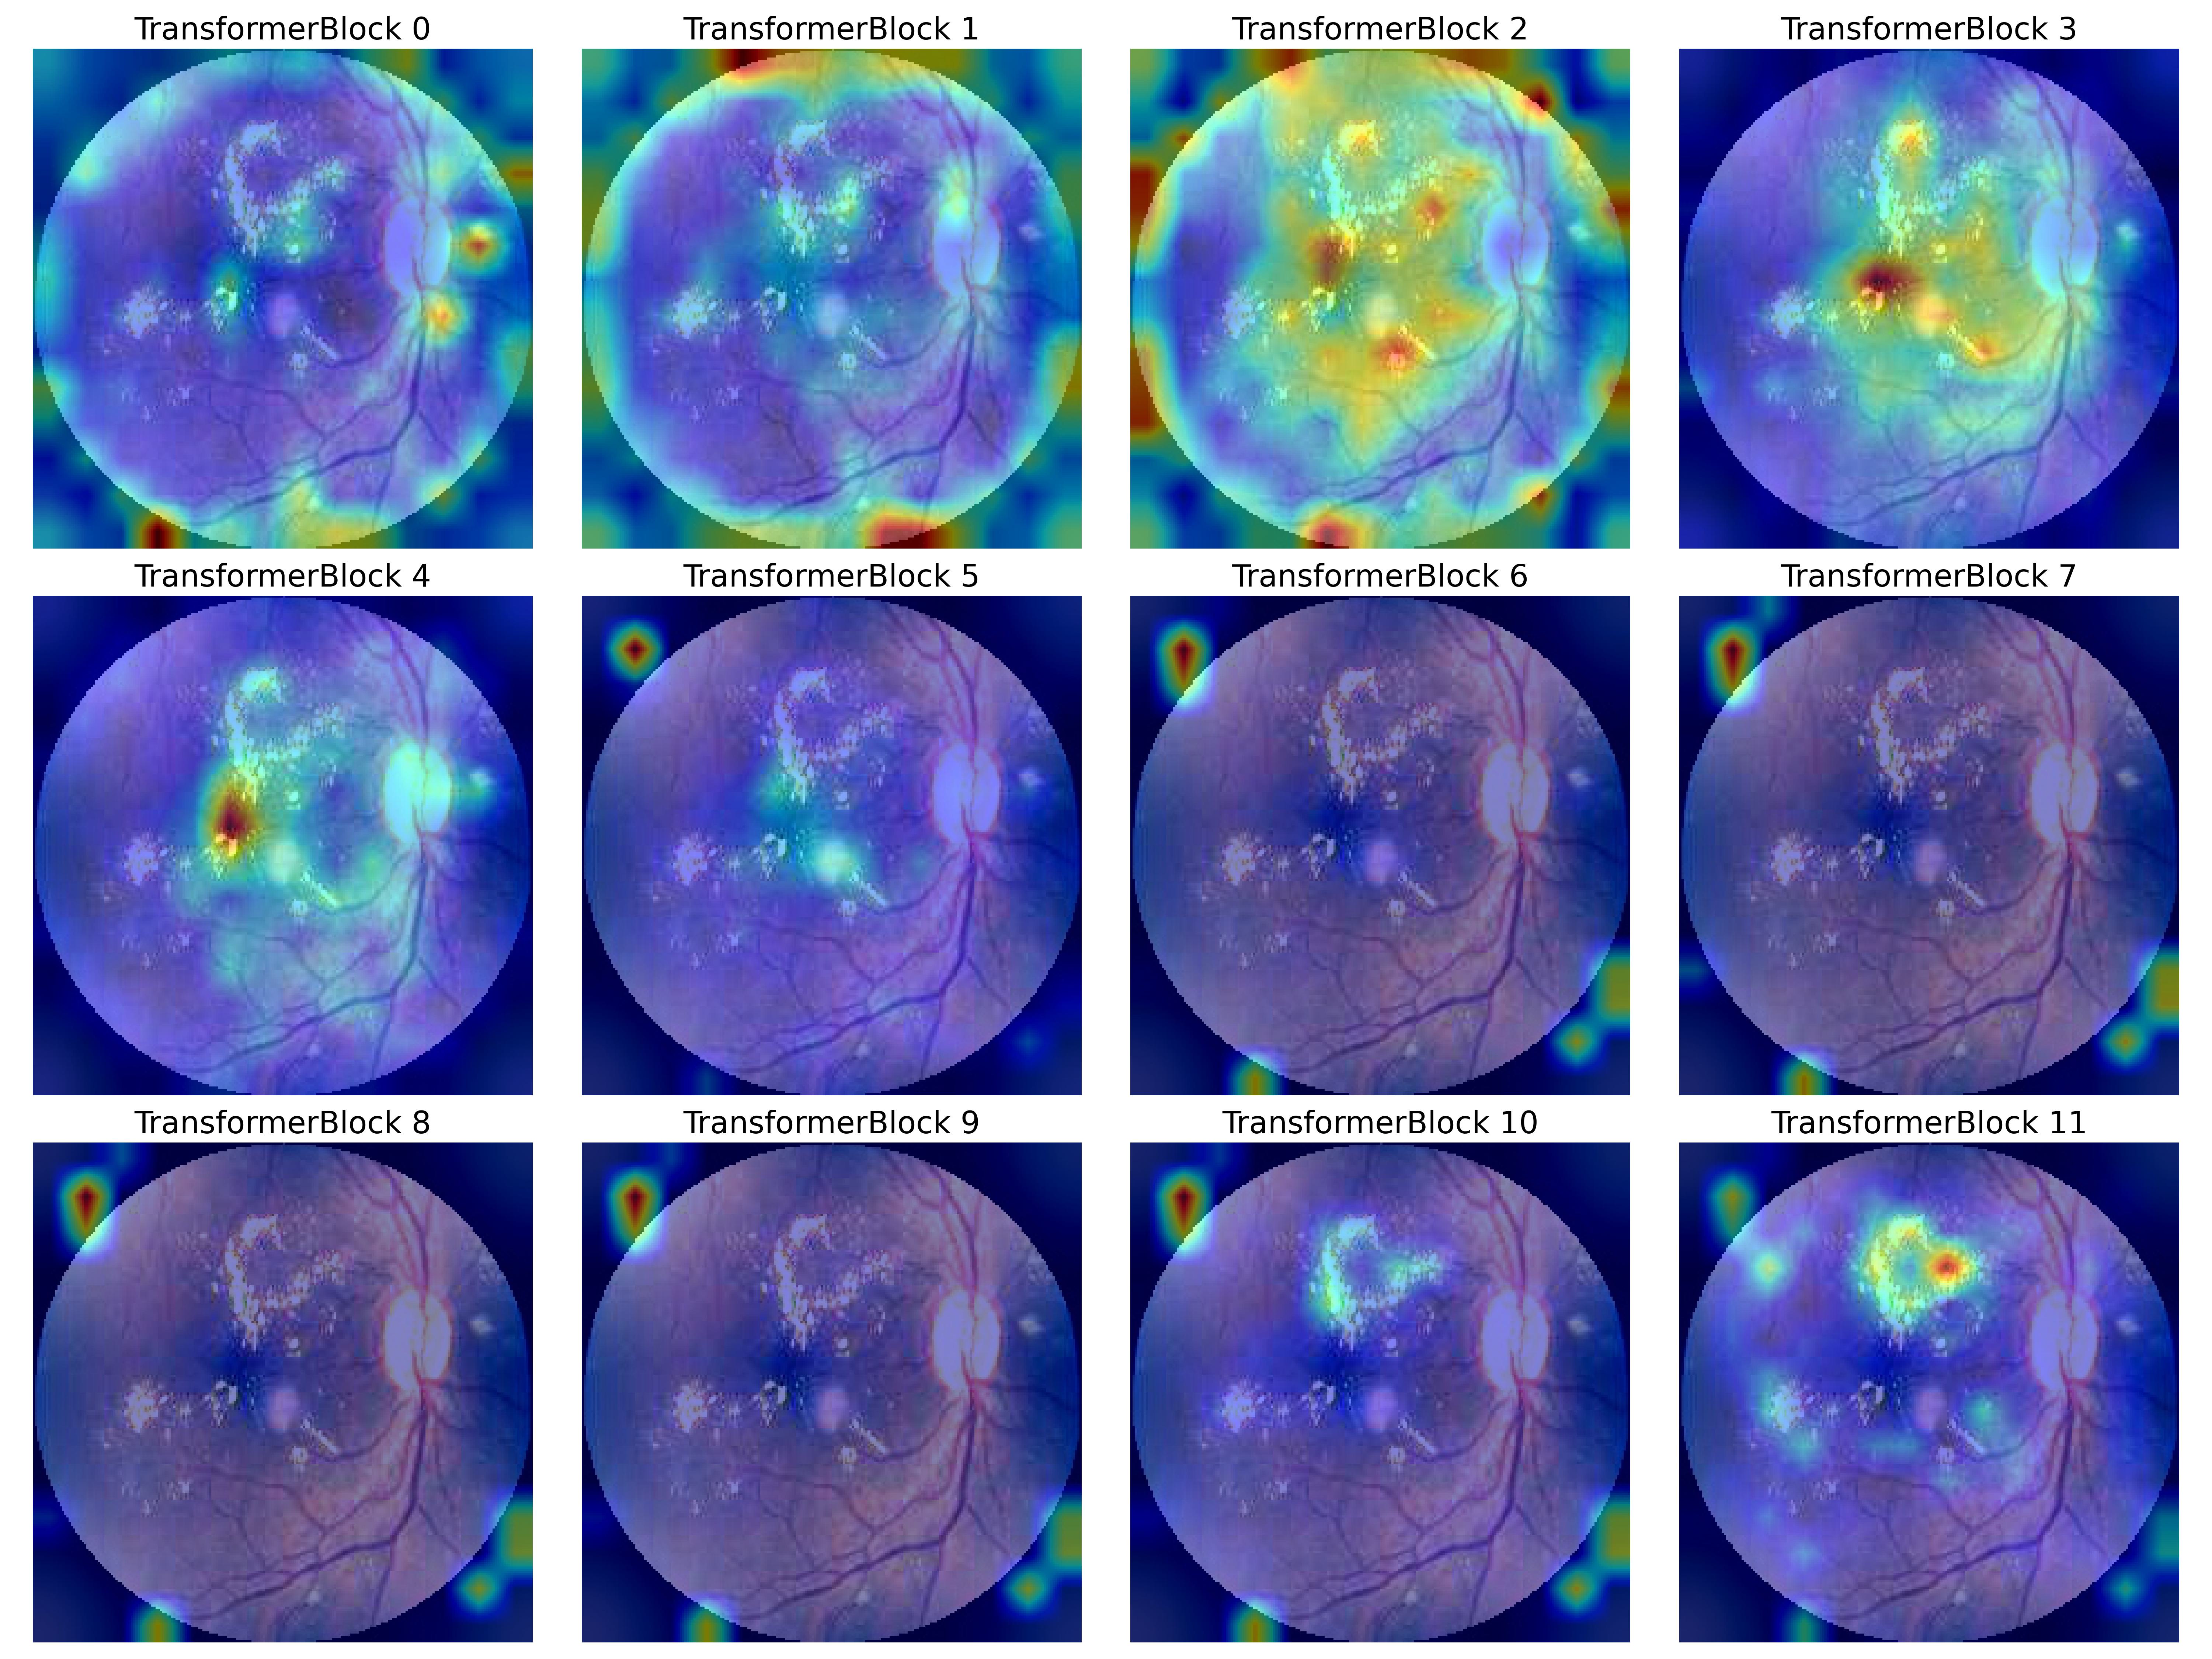 TransformerBlock 0
TransformerBlock 1
TransformerBlock 2
TransformerBlock 3
TransformerBlock 4
TransformerBlock 5
TransformerBlock 6
TransformerBlock 7
TransformerBlock 8
TransformerBlock 9
TransformerBlock 10
TransformerBlock 11